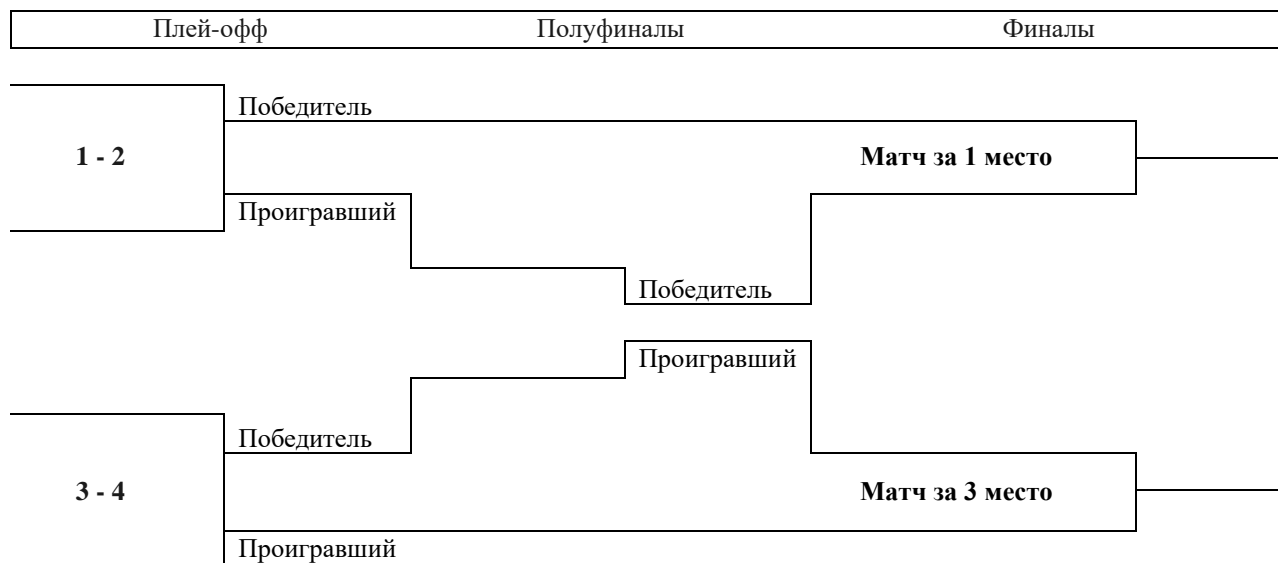 Плей-офф Полуфиналы Финалы
Победитель
1 - 2 Матч за 1 место
Проигравший
Победитель
Проигравший
Победитель
3 - 4 Матч за 3 место
Проигравший